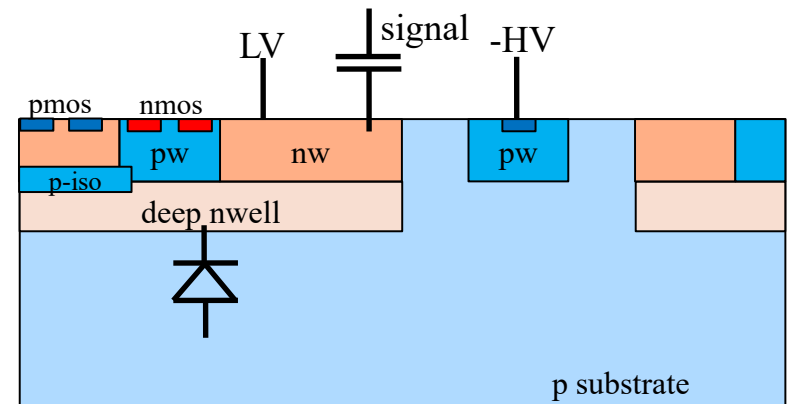 signal
LV
-HV
pmos
nmos
pw
nw
pw
p-iso
deep nwell
p substrate